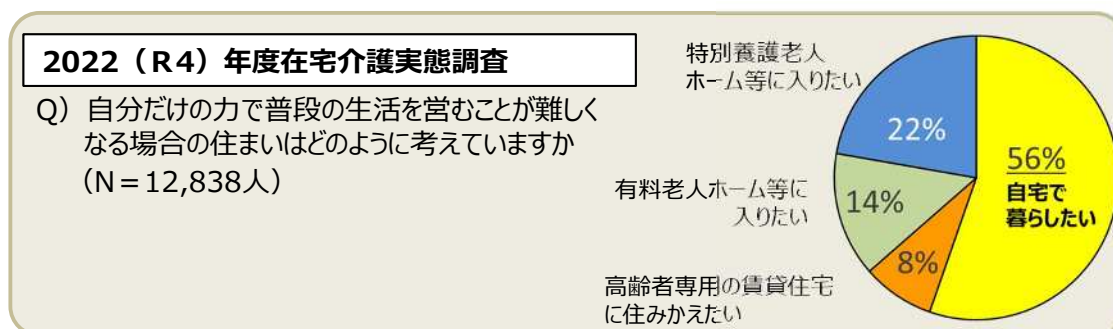 2022（R4）年度在宅介護実態調査
Q）自分だけの力で普段の生活を営むことが難しく
なる場合の住まいはどのように考えていますか
（N＝12,838人）
特別養護老人
ホーム等に入りたい
22%
56%
自宅で
暮らしたい
有料老人ホーム等に
入りたい
14%
8%
高齢者専用の賃貸住宅
に住みかえたい